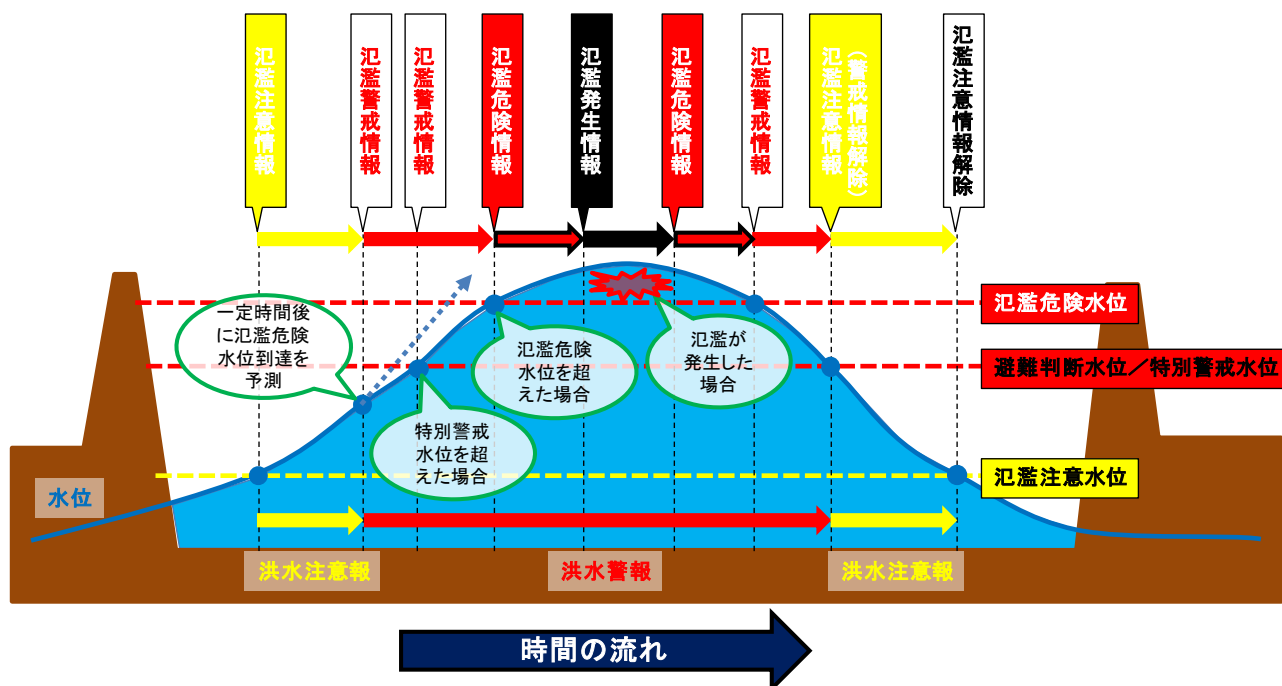 氾濫注意情報
氾濫警戒情報
氾濫警戒情報
氾濫危険情報
氾濫発生情報
氾濫危険情報
氾濫警戒情報
氾濫注意情報
（警戒情報解除）
氾濫注意情報解除
一定時間後
に氾濫危険
水位到達を
予測
特別警戒
水位を超
えた場合
氾濫危険
水位を超
えた場合
氾濫が
発生した
場合
氾濫危険水位
避難判断水位／特別警戒水位
氾濫注意水位
水位
洪水注意報
洪水警報
洪水注意報
時間の流れ